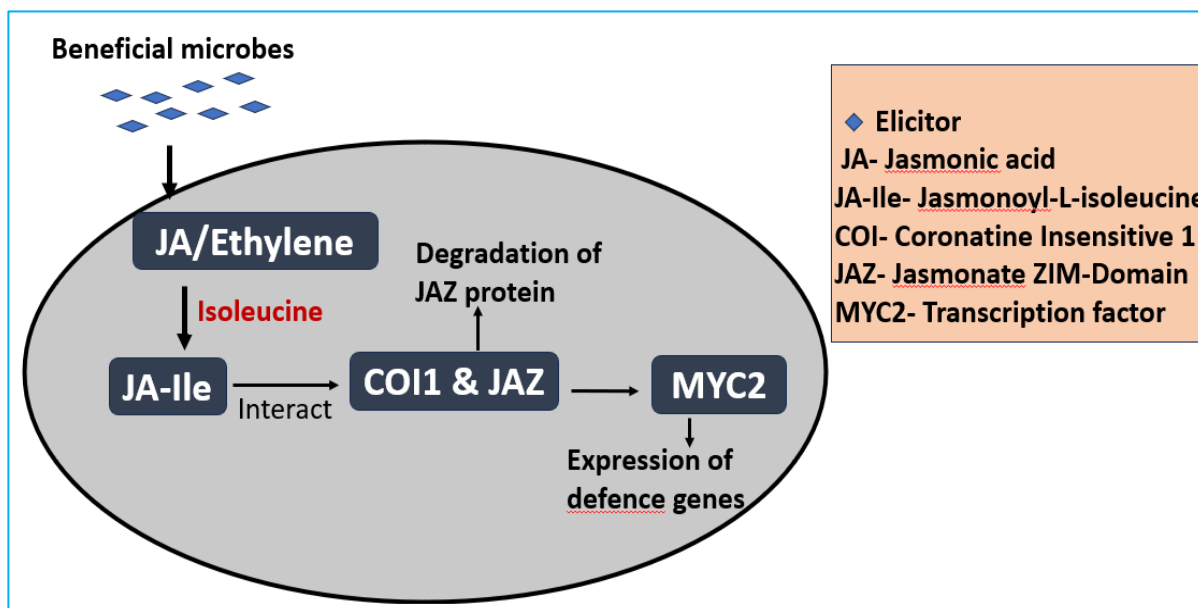 Beneficial microbes
JA/Ethylene
Isoleucine
JA-Ile
Interact
Degradation of
JAZ protein
COI1 & JAZ
MYC2
Expression of
defence genes
Elicitor
JA- Jasmonic acid
JA-Ile- Jasmonoyl-L-isoleucine
COI- Coronatine Insensitive 1
JAZ- Jasmonate ZIM-Domain
MYC2- Transcription factor